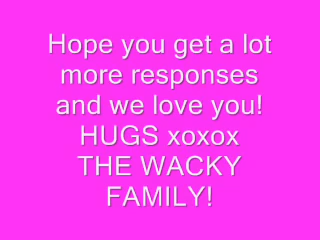 Hope you get a lot
more responses
and we love you!
HUGS xoxox
THE WACKY
FAMILY!